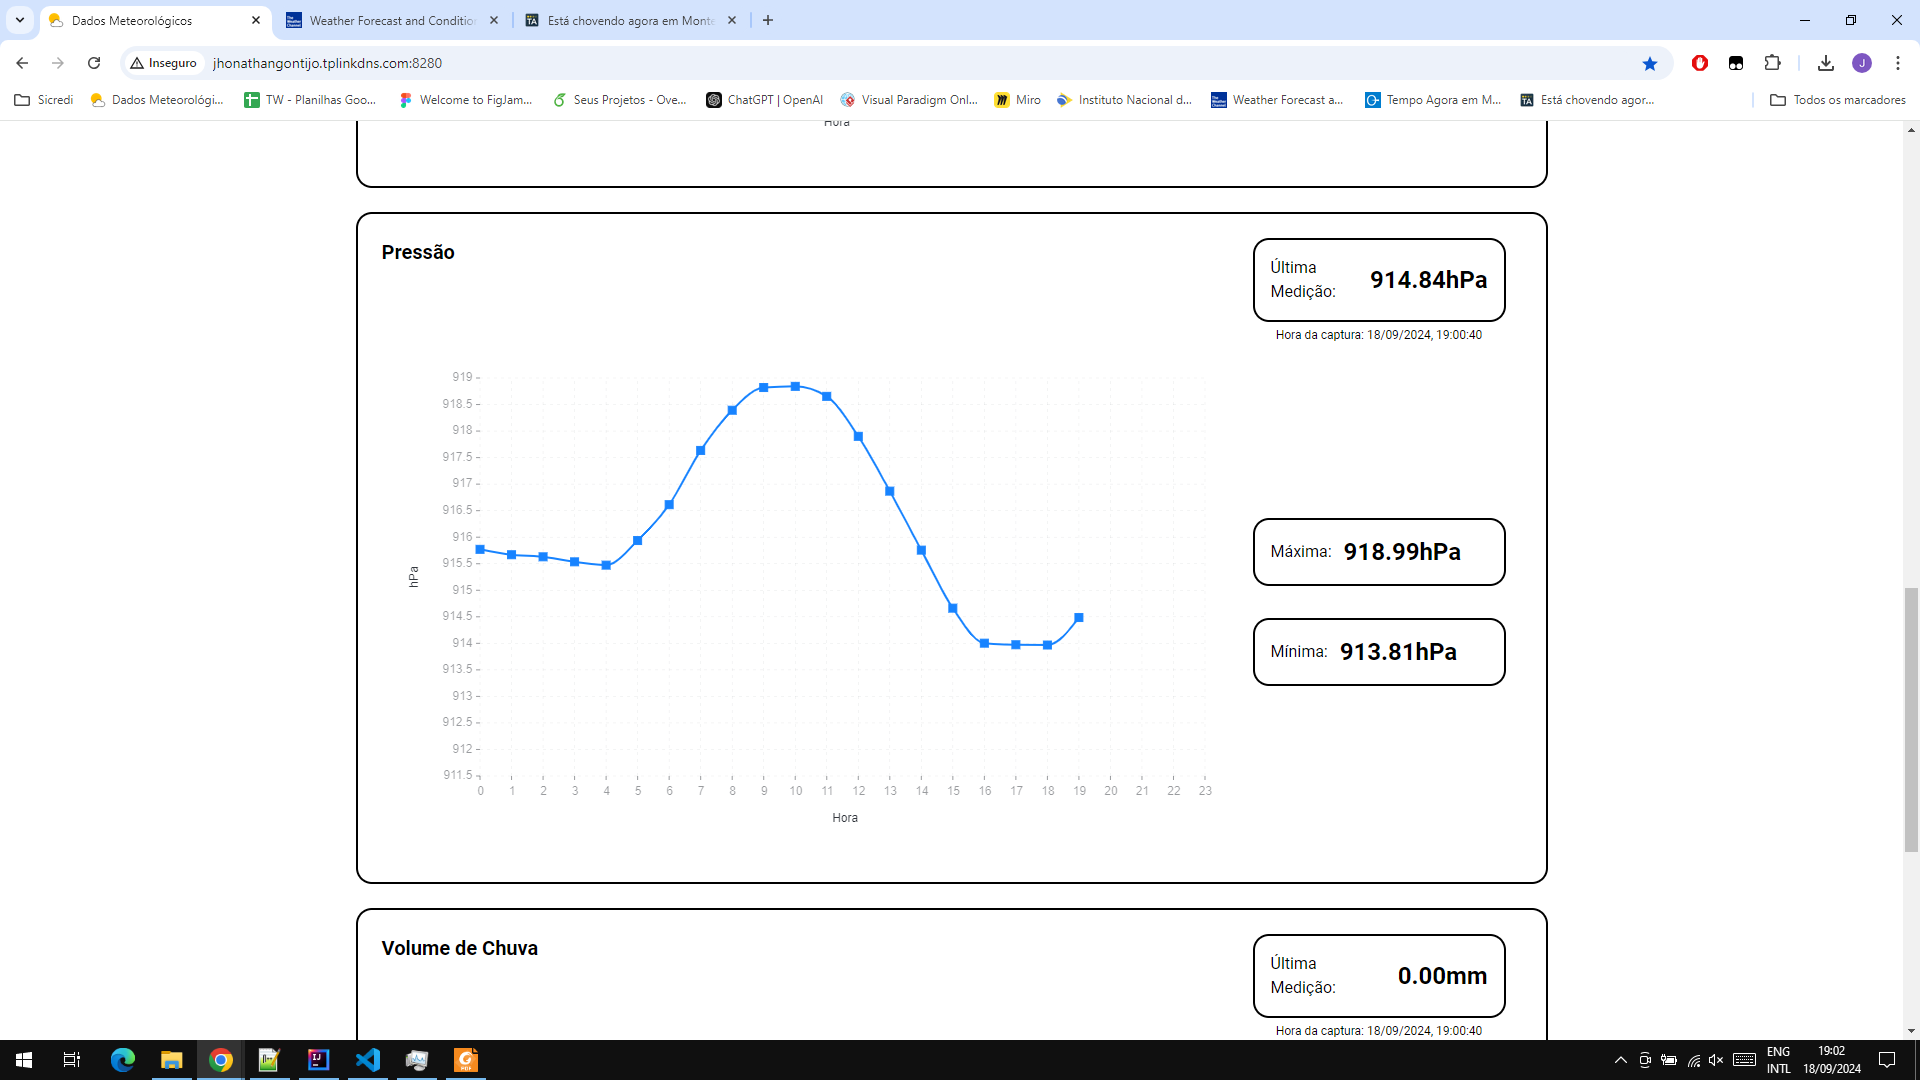 Dados Meteorológicos
Weather Forecast and Conditio
Está chovendo agora em Monte
Inseguro
jhonathangontijo.tplinkdns.com:8280
J
Sicredi
Dados Meteorológi...
TW - Planilhas Goo...
Welcome to FigJam...
Seus Projetos - Ove...
ChatGPT | OpenAI
Visual Paradigm Onl...
Miro
Instituto Nacional d...
Weather Forecast a...
Tempo Agora em M...
Está chovendo agor...
Todos os marcadores
Hora
Pressão
Última
Medição:
914.84hPa
Hora da captura: 18/09/2024, 19:00:40
919
918.5
918
917.5
917
916.5
916
915.5
915
914.5
914
913.5
913
912.5
912
911.5
hPa
0 1 2 3 4 5 6 7 8 9 10 11 12 13 14 15 16 17 18 19 20 21 22 23
Hora
Máxima: 918.99hPa
Mínima: 913.81hPa
Volume de Chuva
Última
Medição:
0.00mm
Hora da captura: 18/09/2024, 19:00:40
ENG
INTL
19:02
18/09/2024